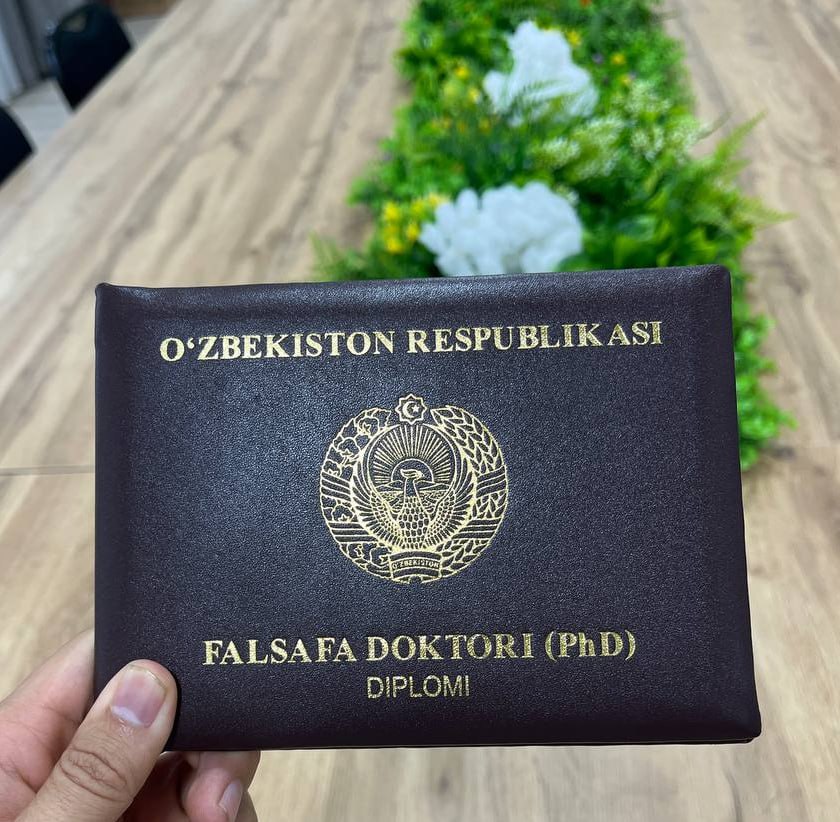 O‘ZBEKISTON RESPUBLIKASI
O‘ZBEKISTON
FALSAFA DOKTORI (PhD)
DIPLOMI